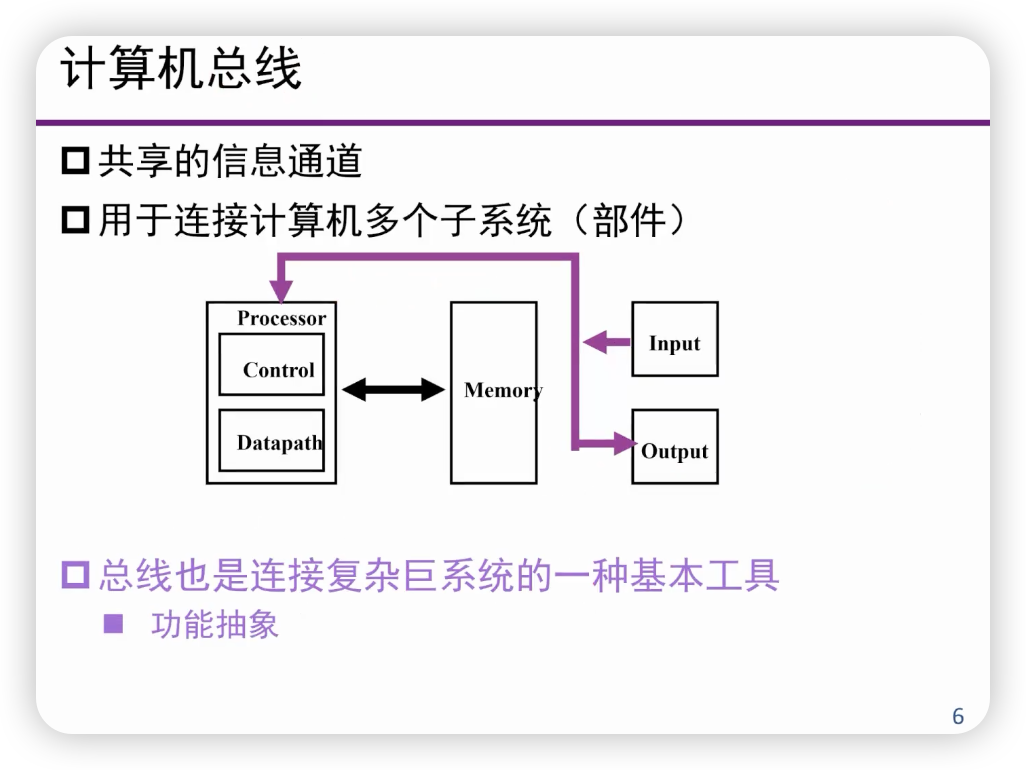 计算机总线
共享的信息通道
用于连接计算机多个子系统（部件）
Processor
Control
Datapath
Memory
Input
Output
总线也是连接复杂巨系统的一种基本工具
功能抽象
6